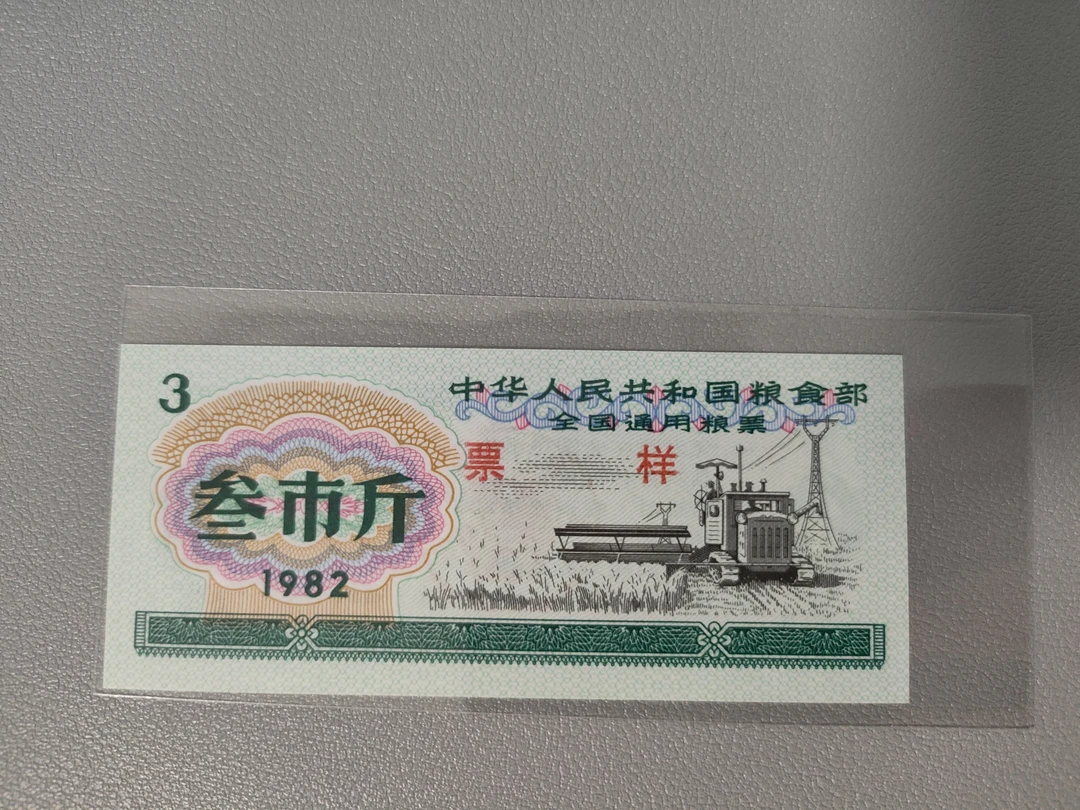 3
中华人民共和国粮食部
全国通用粮票
票样
叁市斤
1982